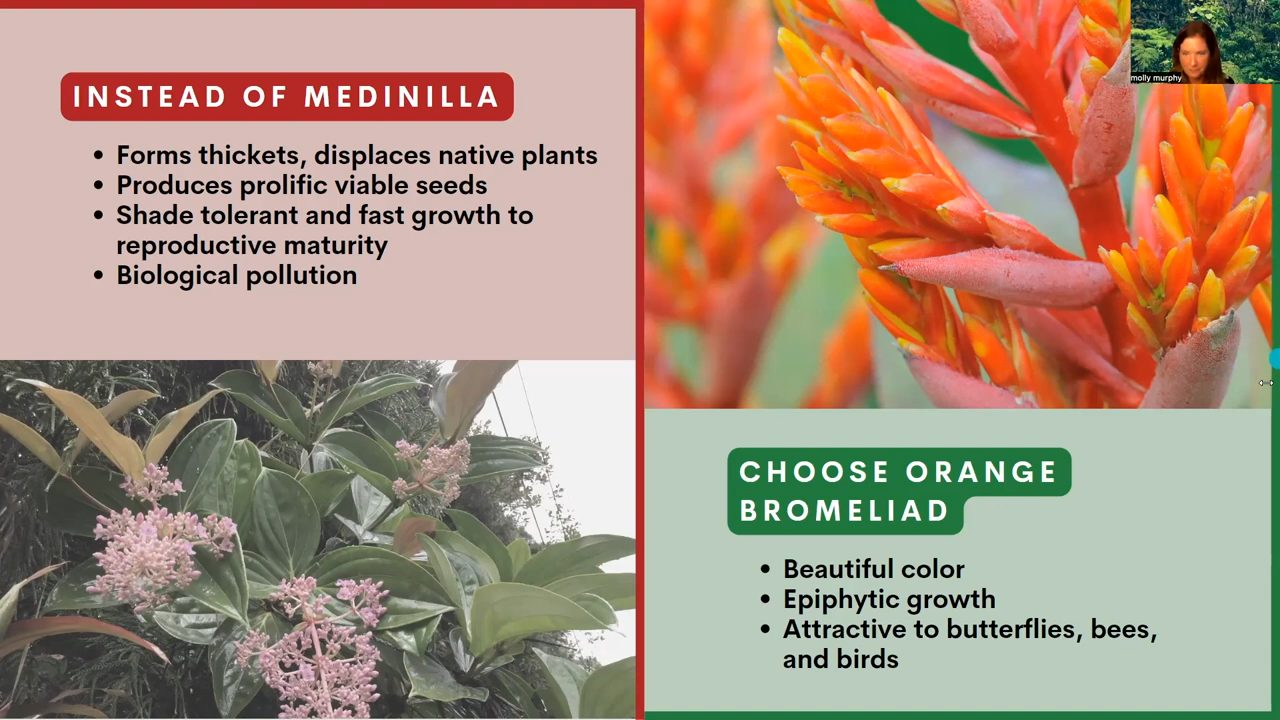 INSTEAD OF MEDINILLA
• Forms thickets, displaces native plants
• Produces prolific viable seeds
• Shade tolerant and fast growth to
reproductive maturity
• Biological pollution
molly murphy
CHOOSE ORANGE
BROMELIAD
• Beautiful color
• Epiphytic growth
• Attractive to butterflies, bees,
and birds